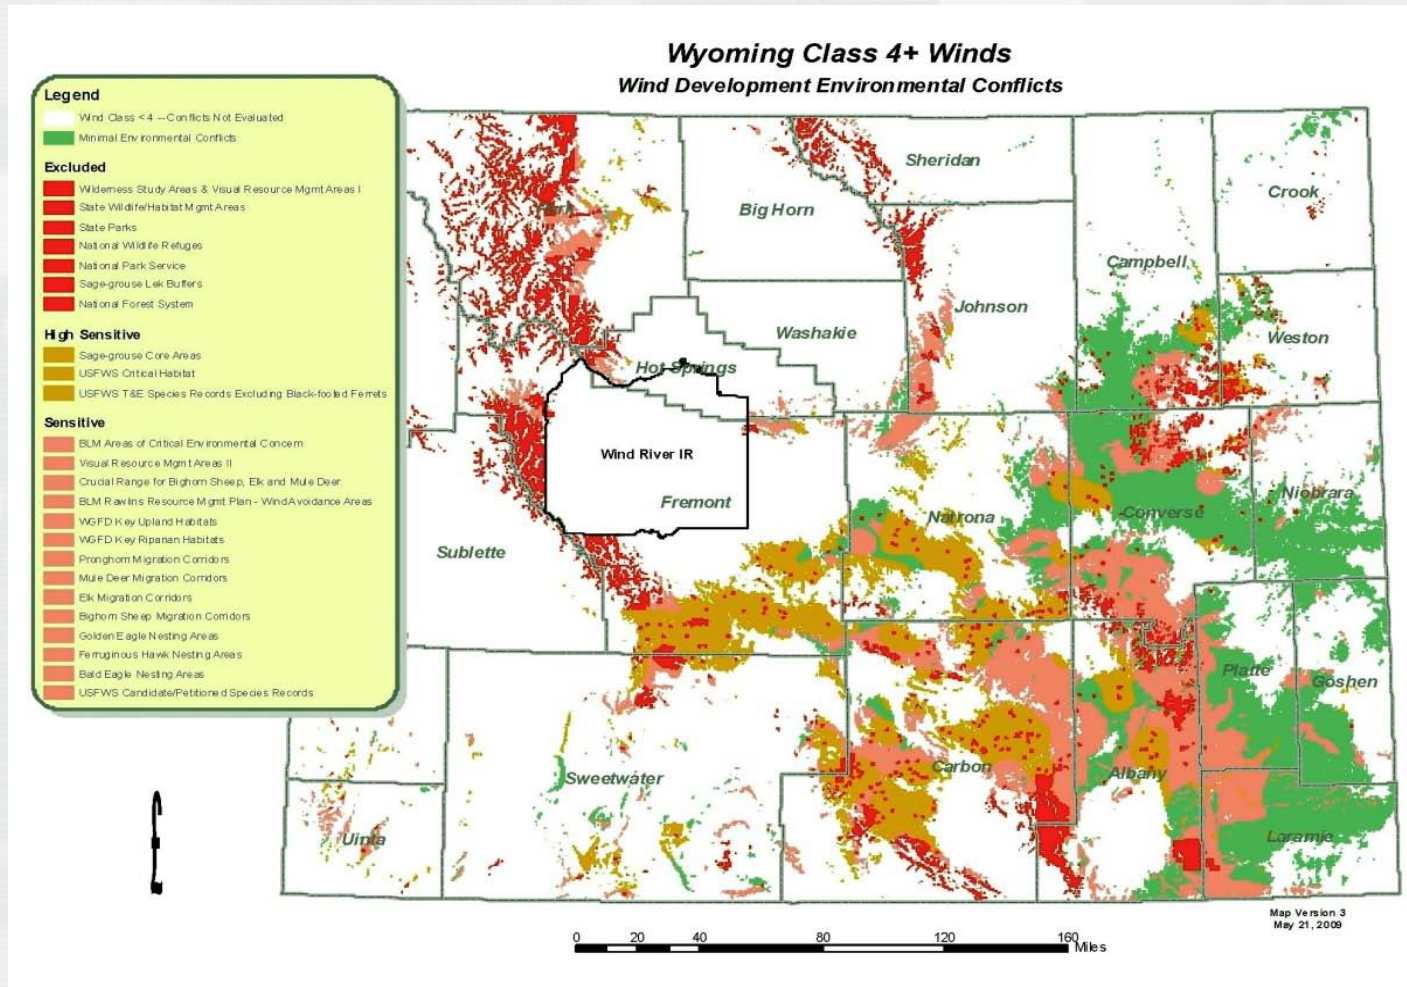 Wyoming Class 4+ Winds
Wind Development Environmental Conflicts
Legend
Wind Class < 4 -- Conflicts Not Evaluated
Minimal Environmental Conflicts
Excluded
Wilderness Study Areas & Visual Resource Mgmt Areas I
State Wildlife/Habitat Mgmt Areas
State Parks
National Wildlife Refuges
National Park Service
Sage-grouse Lek Buffers
National Forest System
High Sensitive
Sage-grouse Core Areas
USFWS Critical Habitat
USFWS T&E Species Records Excluding Black-footed Ferrets
Sensitive
BLM Areas of Critical Environmental Concern
Visual Resource Mgmt Areas II
Crucial Range for Bighorn Sheep, Elk and Mule Deer
BLM Rawlins Resource Mgmt Plan - Wind Avoidance Areas
WGFD Key Upland Habitats
WGFD Key Riparian Habitats
Pronghorn Migration Corridors
Mule Deer Migration Corridors
Elk Migration Corridors
Bighorn Sheep Migration Corridors
Golden Eagle Nesting Areas
Ferruginous Hawk Nesting Areas
Bald Eagle Nesting Areas
USFWS Candidate/Petitioned Species Records
Sheridan
Crook
Park
Big Horn
Campbell
Johnson
Washakie
Weston
Hot Springs
Wind River IR
Fremont
Niobrara
Natrona
Converse
Sublette
Platte
Goshen
Carbon
Albany
Sweetwater
Uinta
Laramie
Map Version 3
May 21, 2009
0 20 40 80 120 160
Miles